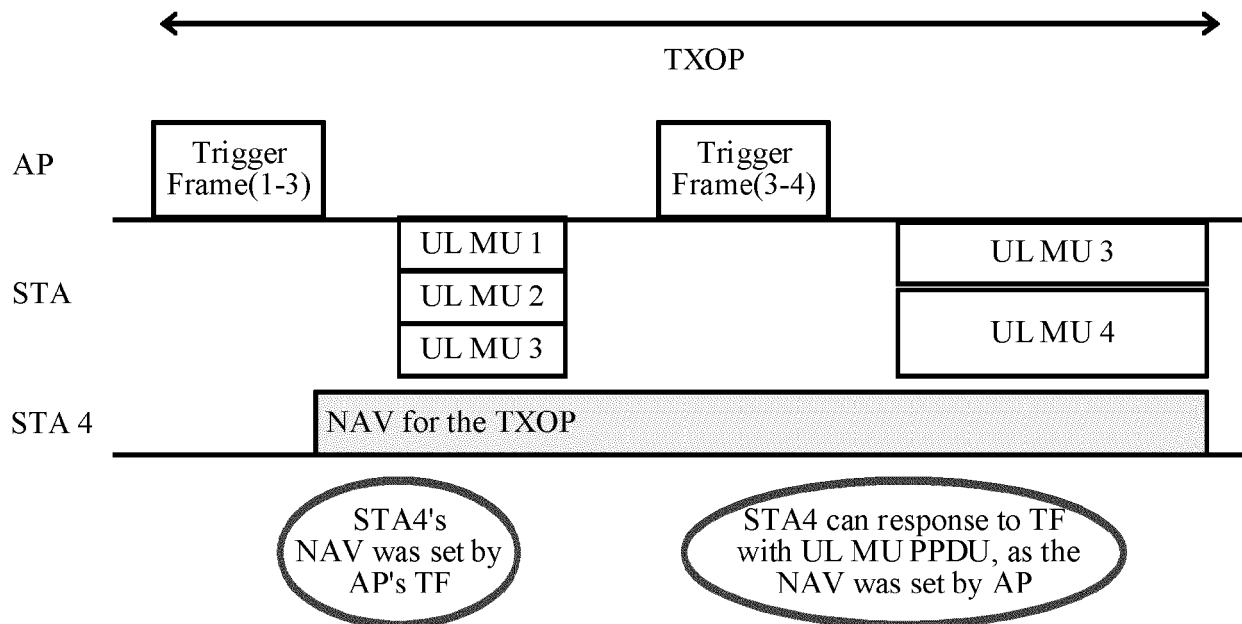 TXOP
AP
Trigger
Frame(1-3)
Trigger
Frame(3-4)
STA
UL MU 1
UL MU 2
UL MU 3
UL MU 3
UL MU 4
STA 4
NAV for the TXOP
STA4's
NAV was set by
AP's TF
STA4 can response to TF
with UL MU PPDU, as the
NAV was set by AP